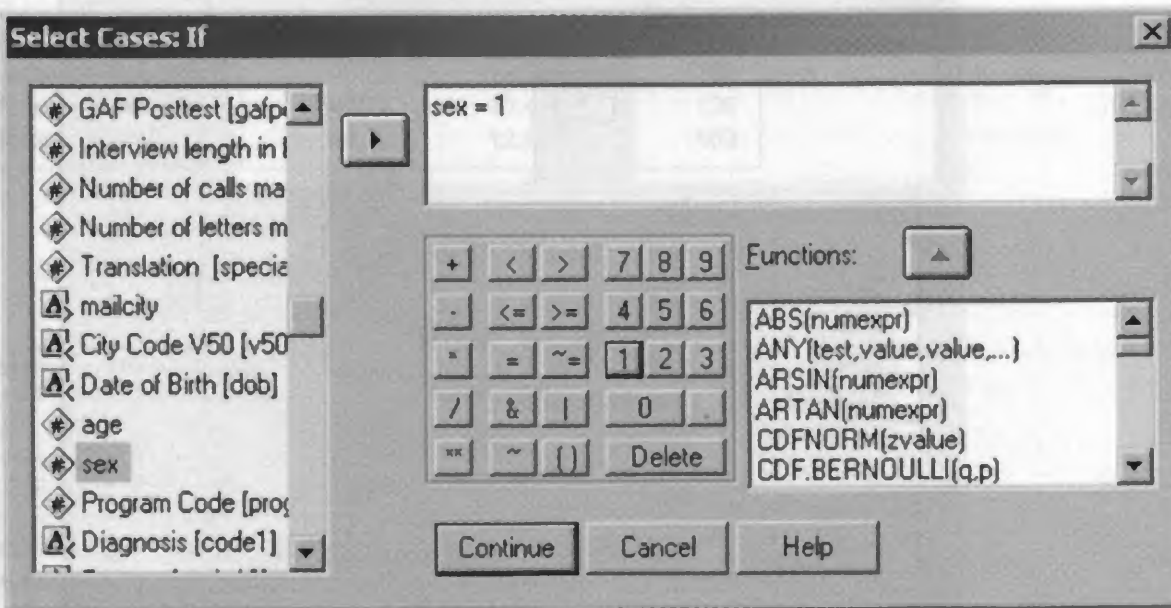 Select Cases: If
GAF Posttest [gafp
Interview length in
Number of calls ma
Number of letters m
Translation [specia
mailcity
City Code V50 [v50
Date of Birth [dob]
age
sex
Program Code [prog
Diagnosis [code1]
sex = 1
+ < > 7 8 9
- <= >= 4 5 6
* = ~= 1 2 3
/ & | 0 .
** ~ () Delete
Functions:
ABS(numexpr)
ANY(test,value,value,...)
ARSIN(numexpr)
ARTAN(numexpr)
CDFNORM(zvalue)
CDF.BERNOULLI(q,p)
Continue Cancel Help